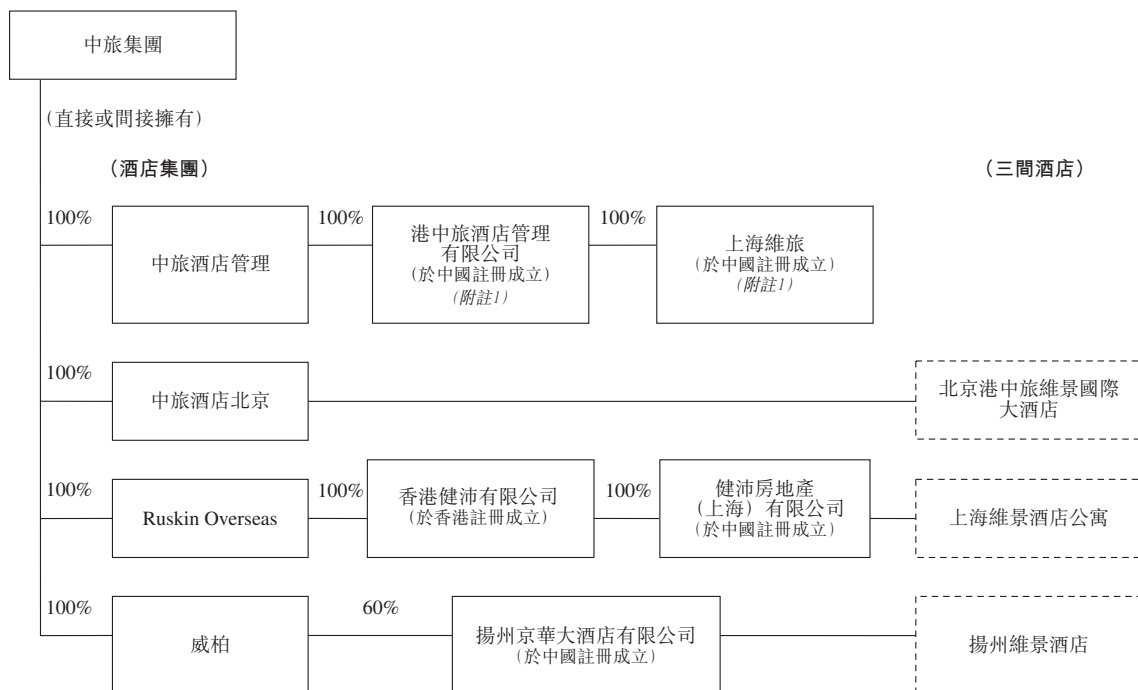 中旅集團
(直接或間接擁有)
(酒店集團)
(三間酒店)
100%
中旅酒店管理
100%
港中旅酒店管理
有限公司
(於中國註冊成立)
(附註1)
100%
上海維旅
(於中國註冊成立)
(附註1)
100%
中旅酒店北京
北京港中旅維景國際
大酒店
100%
Ruskin Overseas
100%
香港健沛有限公司
(於香港註冊成立)
100%
健沛房地產
(上海)有限公司
(於中國註冊成立)
上海維景酒店公寓
100%
威柏
60%
揚州京華大酒店有限公司
(於中國註冊成立)
揚州維景酒店